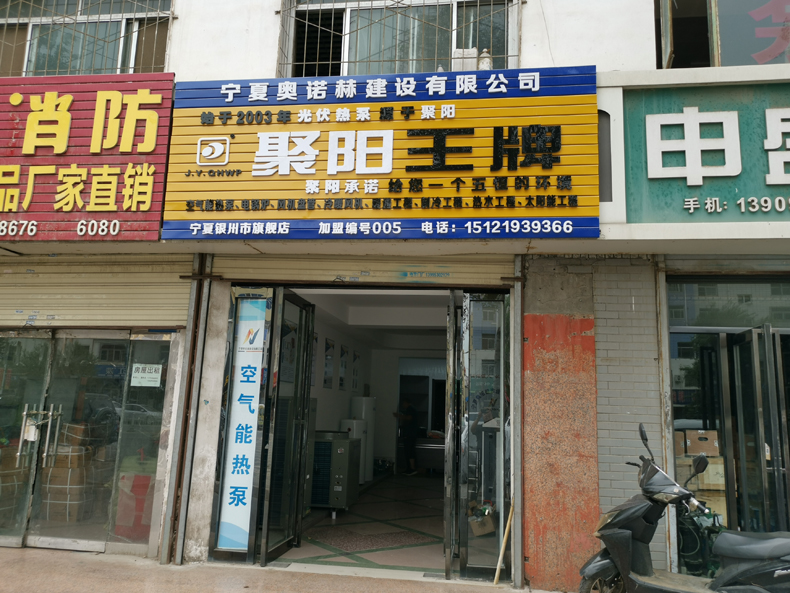 消防
品厂家直销
8676 6080
宁夏奥诺赫建设有限公司
始于2003年 光伏热泵 源于聚阳
J.Y.GHWP
聚阳王牌
聚阳承诺 给您一个五恒的环境
宁夏银川市旗舰店 加盟编号005 电话：15121939366
申
手机：1390
房屋出租
空气能热泵